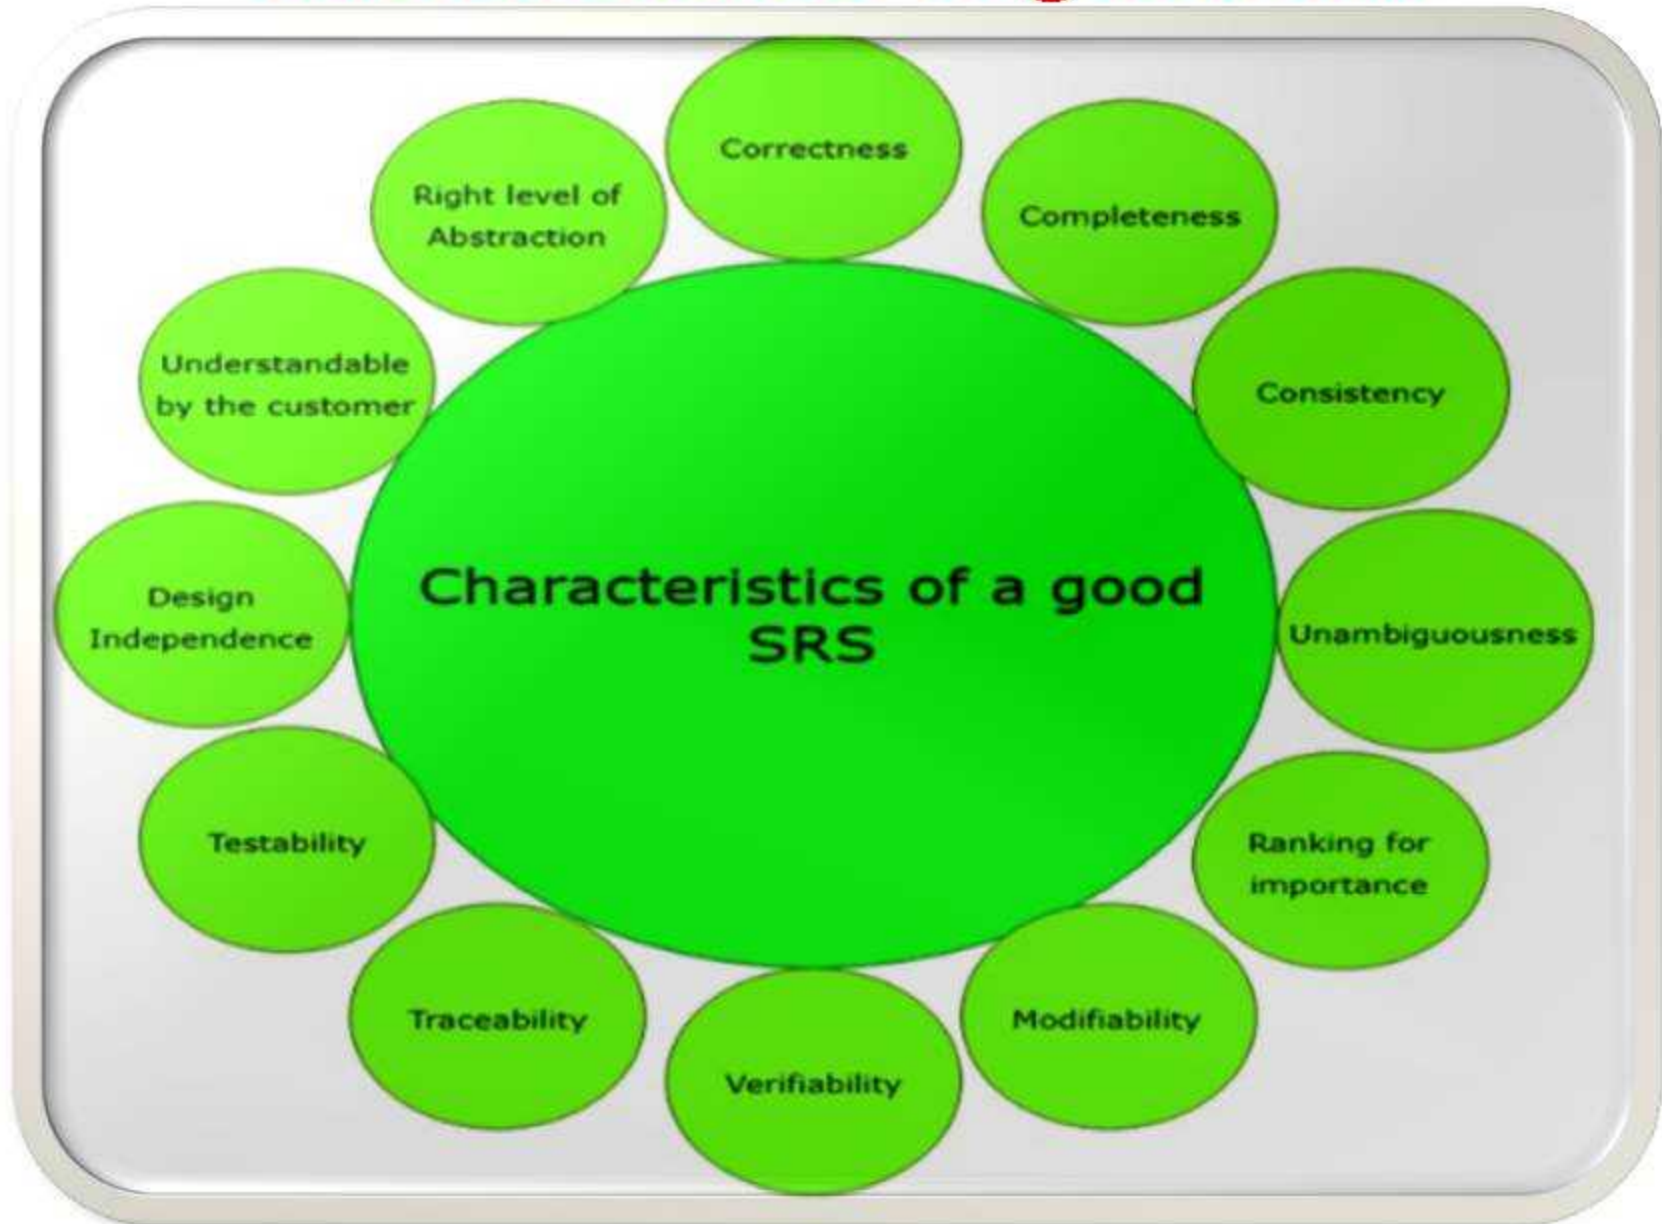 Correctness
Completeness
Consistency
Unambiguousness
Ranking for
importance
Modifiability
Verifiability
Traceability
Testability
Design
Independence
Understandable
by the customer
Right level of
Abstraction
Characteristics of a good
SRS